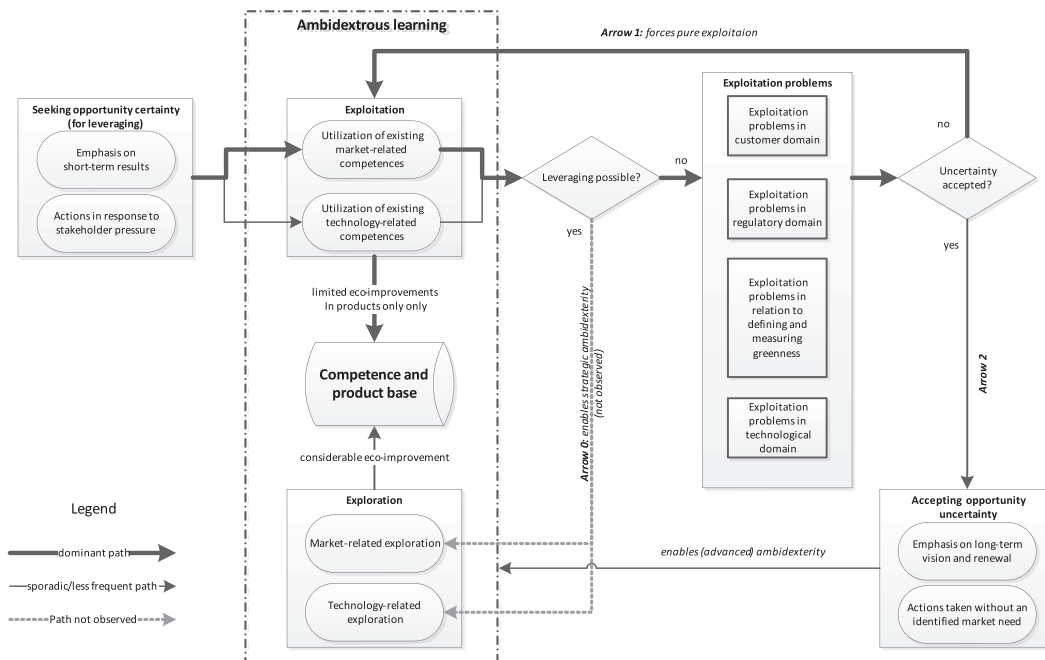 Ambidextrous learning
Arrow 1: forces pure exploitaion
Seeking opportunity certainty
(for leveraging)
Emphasis on
short-term results
Actions in response to
stakeholder pressure
Exploitation
Utilization of existing
market-related
competences
Utilization of existing
technology-related
competences
limited eco-improvements
In products only only
Competence and
product base
considerable eco-improvement
Exploration
Market-related exploration
Technology-related
exploration
Leveraging possible?
no
yes
Arrow 0: enables strategic ambidexterity
(not observed)
Exploitation problems
Exploitation
problems in
customer domain
Exploitation
problems in
regulatory domain
Exploitation
problems in
relation to
defining and
measuring
greenness
Exploitation
problems in
technological
domain
no
Uncertainty
accepted?
yes
Arrow 2
Accepting opportunity
uncertainty
Emphasis on long-term
vision and renewal
Actions taken without an
identified market need
enables (advanced) ambidexterity
Legend
dominant path
sporadic/less frequent path
Path not observed